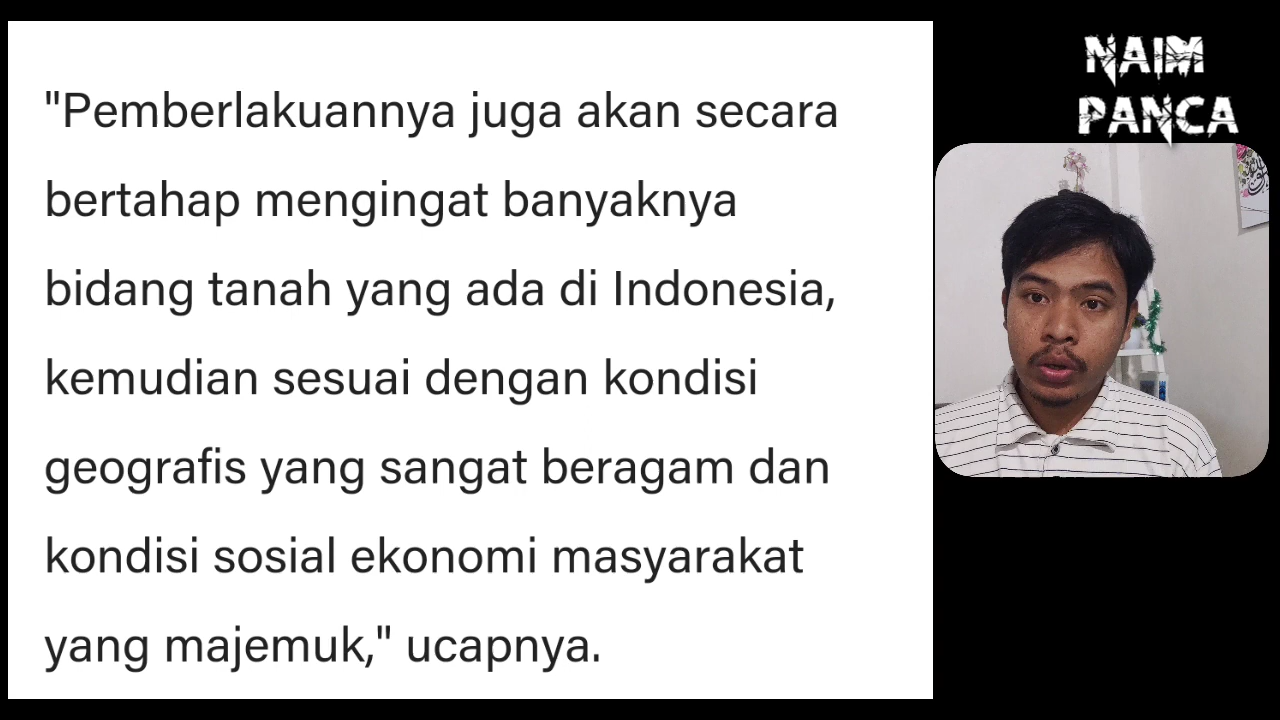 "Pemberlakuannya juga akan secara
bertahap mengingat banyaknya
bidang tanah yang ada di Indonesia,
kemudian sesuai dengan kondisi
geografis yang sangat beragam dan
kondisi sosial ekonomi masyarakat
yang majemuk," ucapnya.
NAIM
PANCA